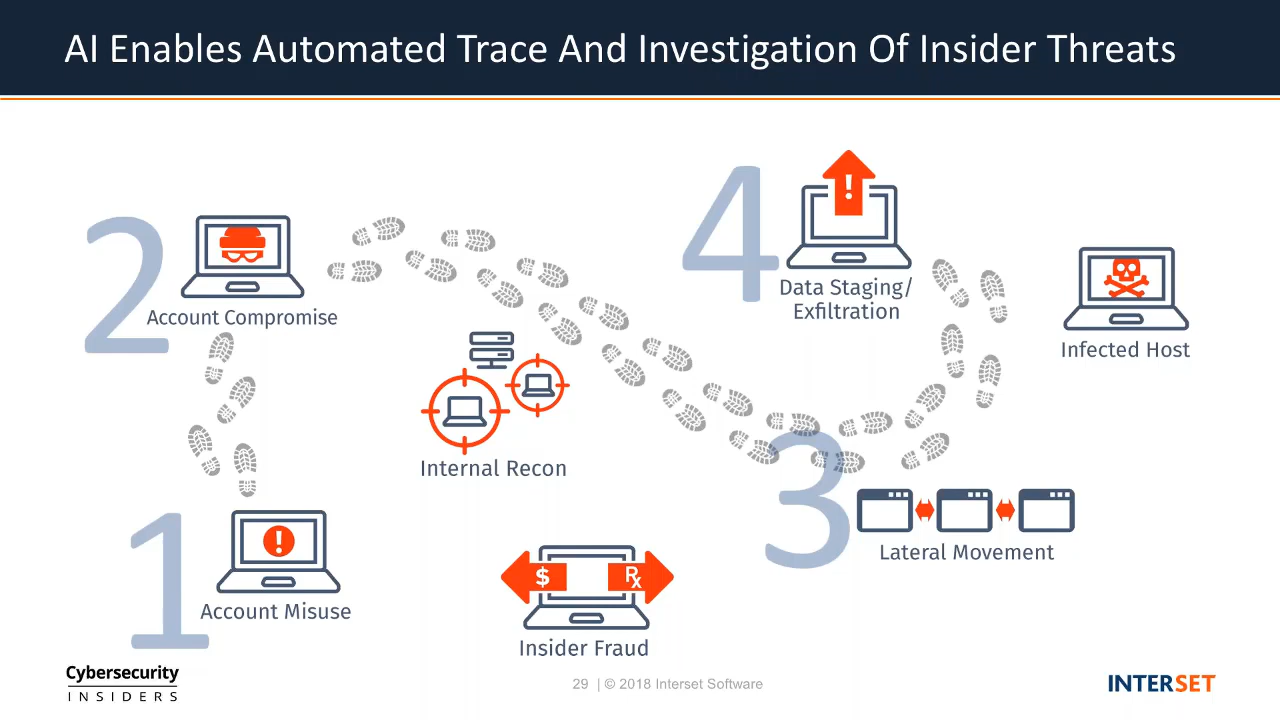 AI Enables Automated Trace And Investigation Of Insider Threats
2
Account Compromise
4
!
Data Staging/
Exfiltration
Infected Host
Internal Recon
3
Lateral Movement
1
!
Account Misuse
$
℞
Insider Fraud
Cybersecurity
INSIDERS
29 | © 2018 Interset Software
INTERSET